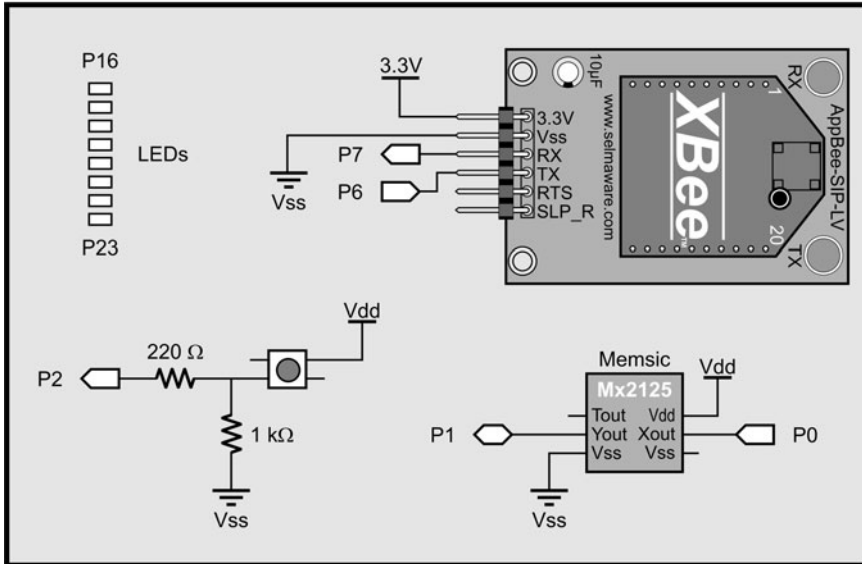 P16
LEDs
P23
3.3V
Vss
P7
P6
3.3V
Vss
RX
TX
RTS
SLP_R
10µF
www.selmaware.com
XBee™
1
20
RX
AppBee-SIP-LV
TX
P2
220 Ω
Vdd
1 kΩ
Vss
Memsic
Mx2125
Tout Vdd
Yout Xout
Vss Vss
Vdd
P1
P0
Vss